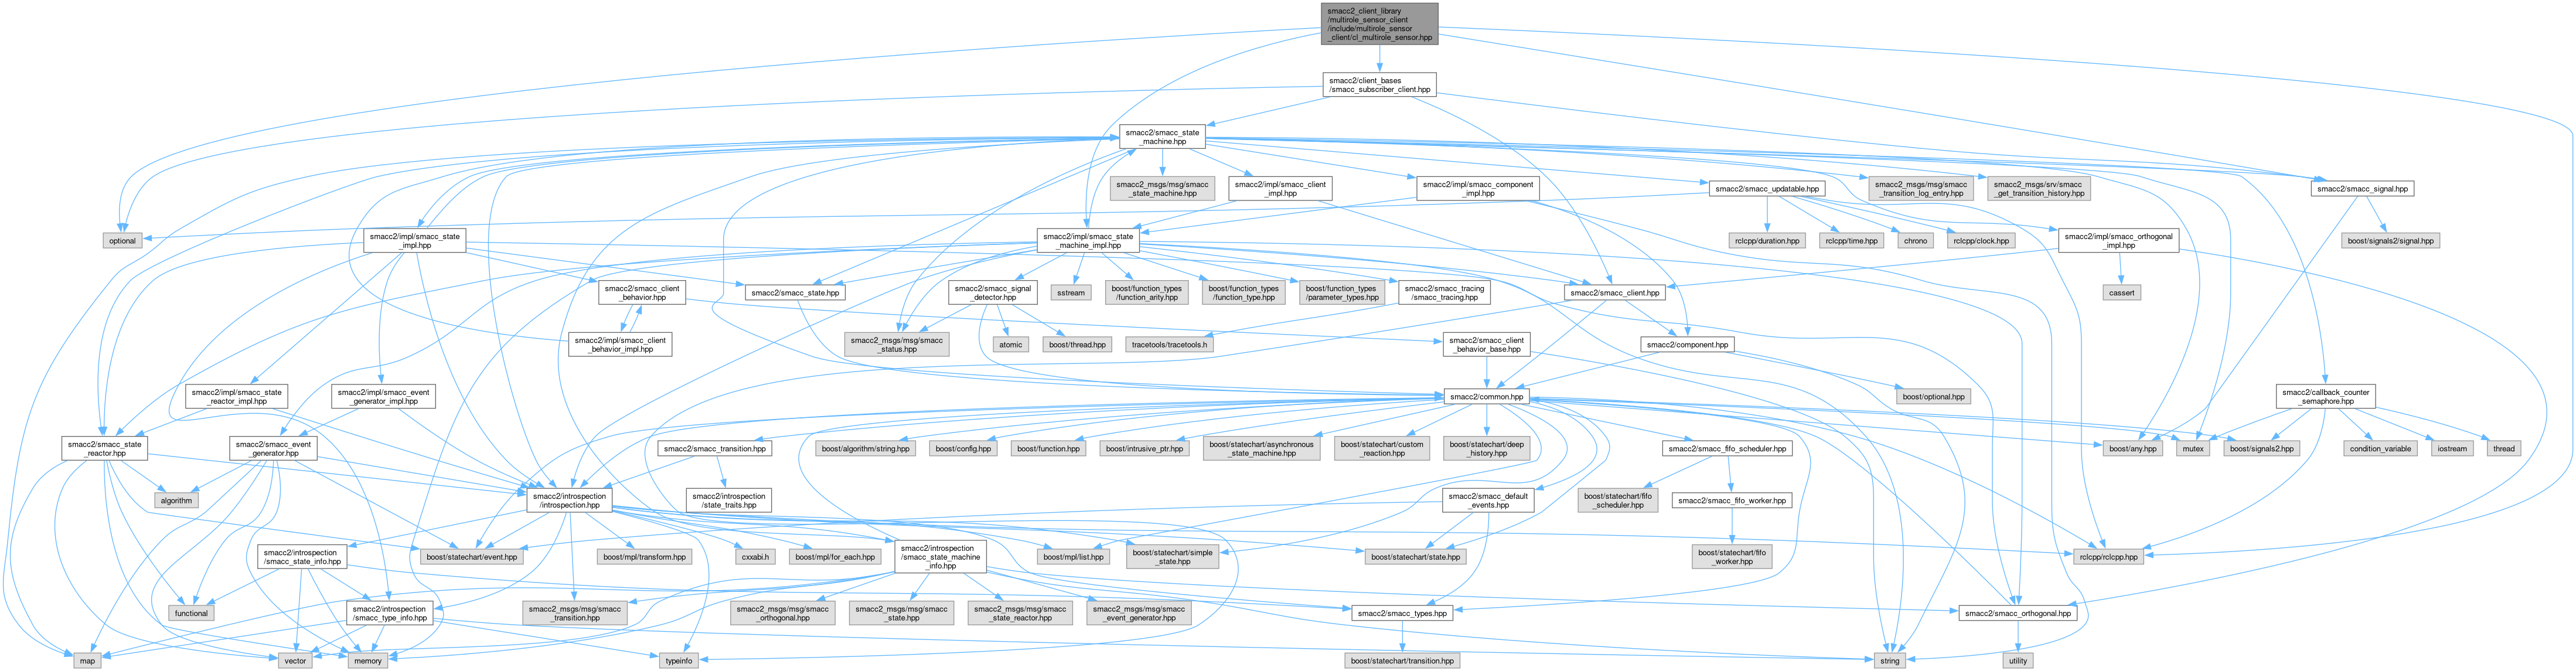 smacc2_client_library
/multirole_sensor_client
/include/multirole_sensor
_client/cl_multirole_sensor.hpp
smacc2/client_bases
/smacc_subscriber_client.hpp
smacc2/smacc_state
_machine.hpp
smacc2_msgs/msg/smacc
_state_machine.hpp
smacc2/impl/smacc_client
_impl.hpp
smacc2/impl/smacc_component
_impl.hpp
smacc2/smacc_updatable.hpp
smacc2_msgs/msg/smacc
_transition_log_entry.hpp
smacc2_msgs/srv/smacc
_get_transition_history.hpp
smacc2/smacc_signal.hpp
optional
smacc2/impl/smacc_state
_impl.hpp
smacc2/impl/smacc_state
_machine_impl.hpp
rclcpp/duration.hpp
rclcpp/time.hpp
chrono
rclcpp/clock.hpp
smacc2/impl/smacc_orthogonal
_impl.hpp
boost/signals2/signal.hpp
smacc2/smacc_client
_behavior.hpp
smacc2/smacc_state.hpp
smacc2/smacc_signal
_detector.hpp
sstream
boost/function_types
/function_arity.hpp
boost/function_types
/function_type.hpp
boost/function_types
/parameter_types.hpp
smacc2/smacc_tracing
/smacc_tracing.hpp
smacc2/smacc_client.hpp
cassert
smacc2/impl/smacc_client
_behavior_impl.hpp
smacc2_msgs/msg/smacc
_status.hpp
atomic
boost/thread.hpp
tracetools/tracetools.h
smacc2/smacc_client
_behavior_base.hpp
smacc2/component.hpp
smacc2/impl/smacc_state
_reactor_impl.hpp
smacc2/impl/smacc_event
_generator_impl.hpp
smacc2/common.hpp
boost/optional.hpp
smacc2/callback_counter
_semaphore.hpp
smacc2/smacc_state
_reactor.hpp
smacc2/smacc_event
_generator.hpp
smacc2/smacc_transition.hpp
boost/algorithm/string.hpp
boost/config.hpp
boost/function.hpp
boost/intrusive_ptr.hpp
boost/statechart/asynchronous
_state_machine.hpp
boost/statechart/custom
_reaction.hpp
boost/statechart/deep
_history.hpp
smacc2/smacc_fifo_scheduler.hpp
boost/any.hpp
mutex
boost/signals2.hpp
condition_variable
iostream
thread
algorithm
smacc2/introspection
/introspection.hpp
smacc2/introspection
/state_traits.hpp
smacc2/smacc_default
_events.hpp
boost/statechart/fifo
_scheduler.hpp
smacc2/smacc_fifo_worker.hpp
smacc2/introspection
/smacc_state_info.hpp
boost/statechart/event.hpp
boost/mpl/transform.hpp
cxxabi.h
boost/mpl/for_each.hpp
smacc2/introspection
/smacc_state_machine
_info.hpp
boost/mpl/list.hpp
boost/statechart/simple
_state.hpp
boost/statechart/state.hpp
boost/statechart/fifo
_worker.hpp
rclcpp/rclcpp.hpp
functional
smacc2/introspection
/smacc_type_info.hpp
smacc2_msgs/msg/smacc
_transition.hpp
smacc2_msgs/msg/smacc
_orthogonal.hpp
smacc2_msgs/msg/smacc
_state.hpp
smacc2_msgs/msg/smacc
_state_reactor.hpp
smacc2_msgs/msg/smacc
_event_generator.hpp
smacc2/smacc_types.hpp
smacc2/smacc_orthogonal.hpp
map
vector
memory
typeinfo
boost/statechart/transition.hpp
string
utility